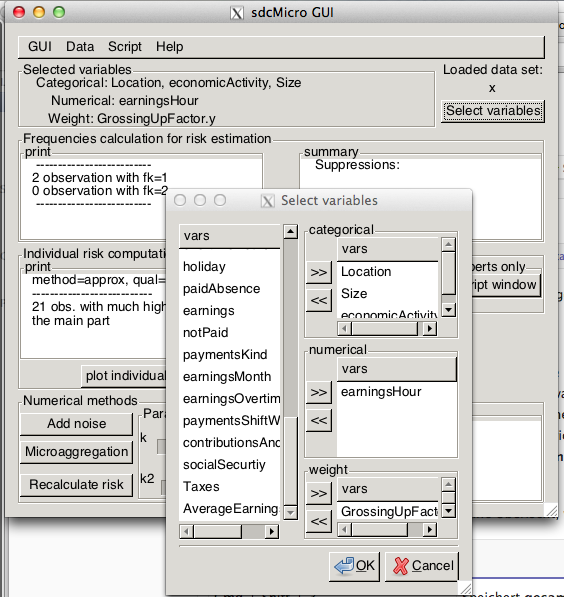 sdcMicro GUI
GUI Data Script Help
Selected variables
Categorical: Location, economicActivity, Size
Numerical: earningsHour
Weight: GrossingUpFactor.y
Loaded data set:
x
Select variables
Frequencies calculation for risk estimation
print
---------------------------
2 observation with fk=1
0 observation with fk=2
---------------------------
summary
Suppressions:
Individual risk computa
print
method=approx, qual=
---------------------------
21 obs. with much high
the main part
plot individual
perts only
ript window
Numerical methods
Add noise
Microaggregation
Recalculate risk
Para
k
k2
Select variables
vars
holiday
paidAbsence
earnings
notPaid
paymentsKind
earningsMonth
earningsOvertim
paymentsShiftW
contributionsAnd
socialSecurtiy
Taxes
AverageEarning
categorical
>>
<<
vars
Location
Size
economicActivity
numerical
>>
<<
vars
earningsHour
weight
>>
<<
vars
GrossingUpFact
OK
Cancel